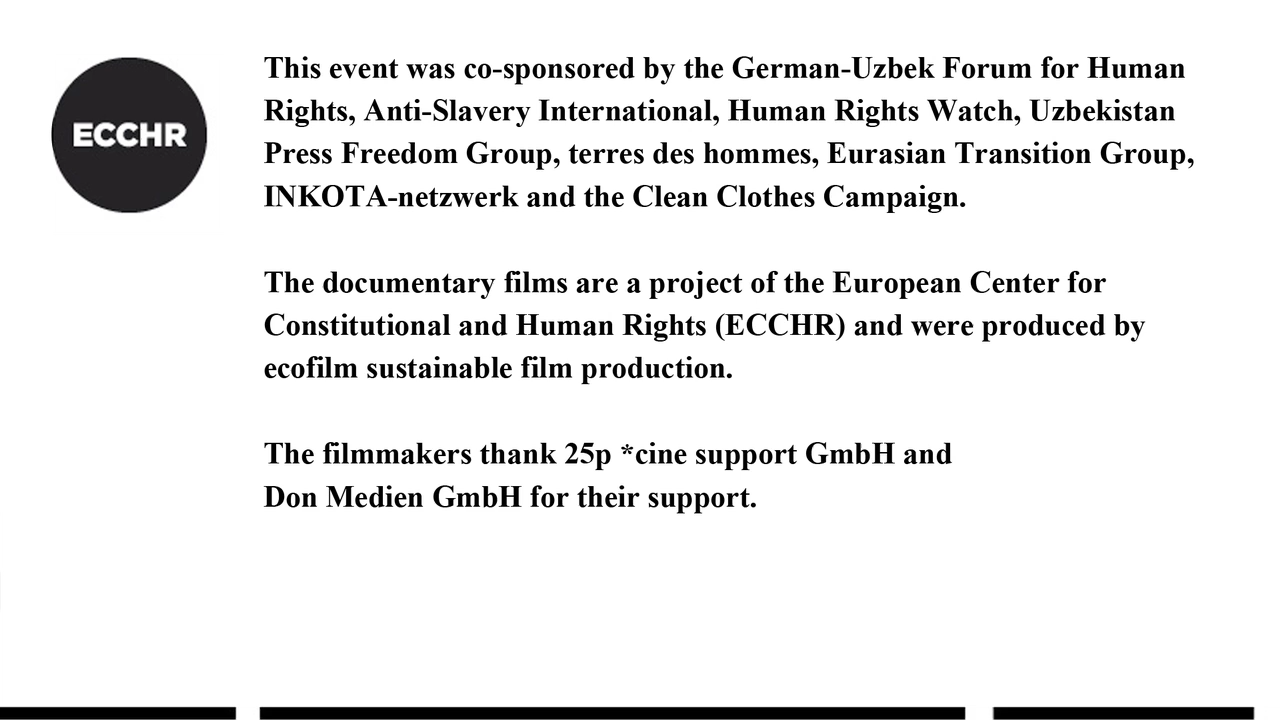 ECCHR
This event was co-sponsored by the German-Uzbek Forum for Human
Rights, Anti-Slavery International, Human Rights Watch, Uzbekistan
Press Freedom Group, terres des hommes, Eurasian Transition Group,
INKOTA-netzwerk and the Clean Clothes Campaign.
The documentary films are a project of the European Center for
Constitutional and Human Rights (ECCHR) and were produced by
ecofilm sustainable film production.
The filmmakers thank 25p *cine support GmbH and
Don Medien GmbH for their support.